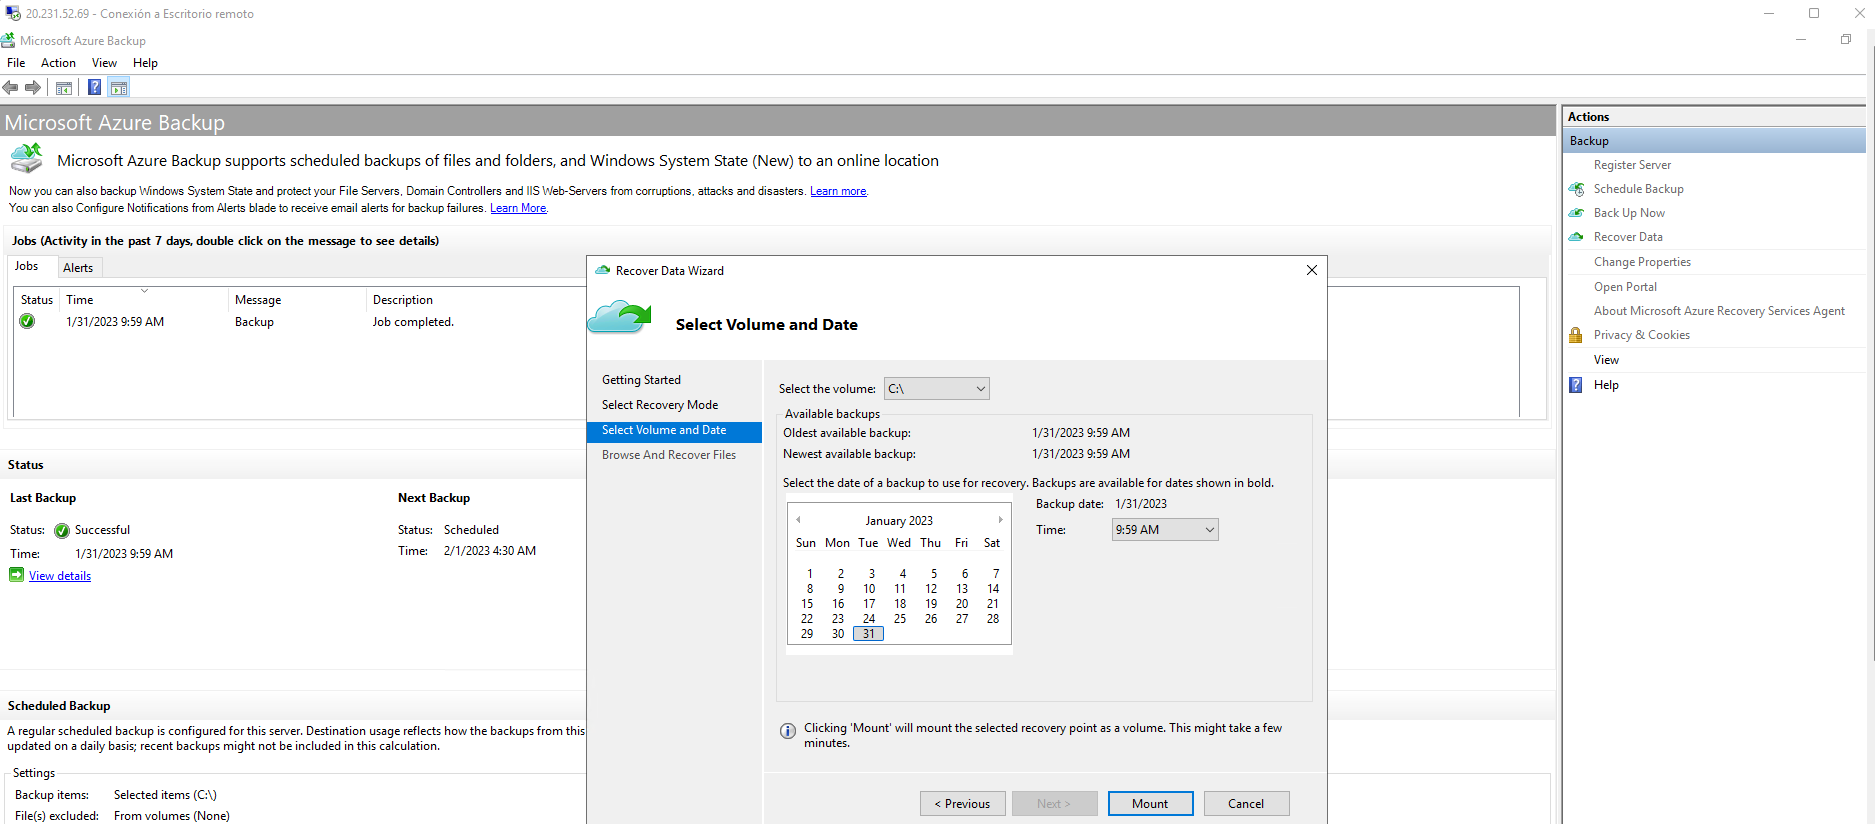 20.231.52.69 - Conexión a Escritorio remoto
Microsoft Azure Backup
File Action View Help
Microsoft Azure Backup
Microsoft Azure Backup supports scheduled backups of files and folders, and Windows System State (New) to an online location
Now you can also backup Windows System State and protect your File Servers, Domain Controllers and IIS Web-Servers from corruptions, attacks and disasters. Learn more.
You can also Configure Notifications from Alerts blade to receive email alerts for backup failures. Learn More.
Jobs (Activity in the past 7 days, double click on the message to see details)
Jobs Alerts
Status Time Message Description
1/31/2023 9:59 AM Backup Job completed.
Status
Last Backup Next Backup
Status: Successful Status: Scheduled
Time: 1/31/2023 9:59 AM Time: 2/1/2023 4:30 AM
View details
Scheduled Backup
A regular scheduled backup is configured for this server. Destination usage reflects how the backups from this
updated on a daily basis; recent backups might not be included in this calculation.
Settings
Backup items: Selected items (C:\)
File(s) excluded: From volumes (None)
Recover Data Wizard
Select Volume and Date
Getting Started
Select Recovery Mode
Select Volume and Date
Browse And Recover Files
Select the volume: C:\
Available backups
Oldest available backup: 1/31/2023 9:59 AM
Newest available backup: 1/31/2023 9:59 AM
Select the date of a backup to use for recovery. Backups are available for dates shown in bold.
Backup date: 1/31/2023
Time: 9:59 AM
January 2023
Sun Mon Tue Wed Thu Fri Sat
1 2 3 4 5 6 7
8 9 10 11 12 13 14
15 16 17 18 19 20 21
22 23 24 25 26 27 28
29 30 31
Clicking 'Mount' will mount the selected recovery point as a volume. This might take a few
minutes.
< Previous Next > Mount Cancel
Actions
Backup
Register Server
Schedule Backup
Back Up Now
Recover Data
Change Properties
Open Portal
About Microsoft Azure Recovery Services Agent
Privacy & Cookies
View
Help